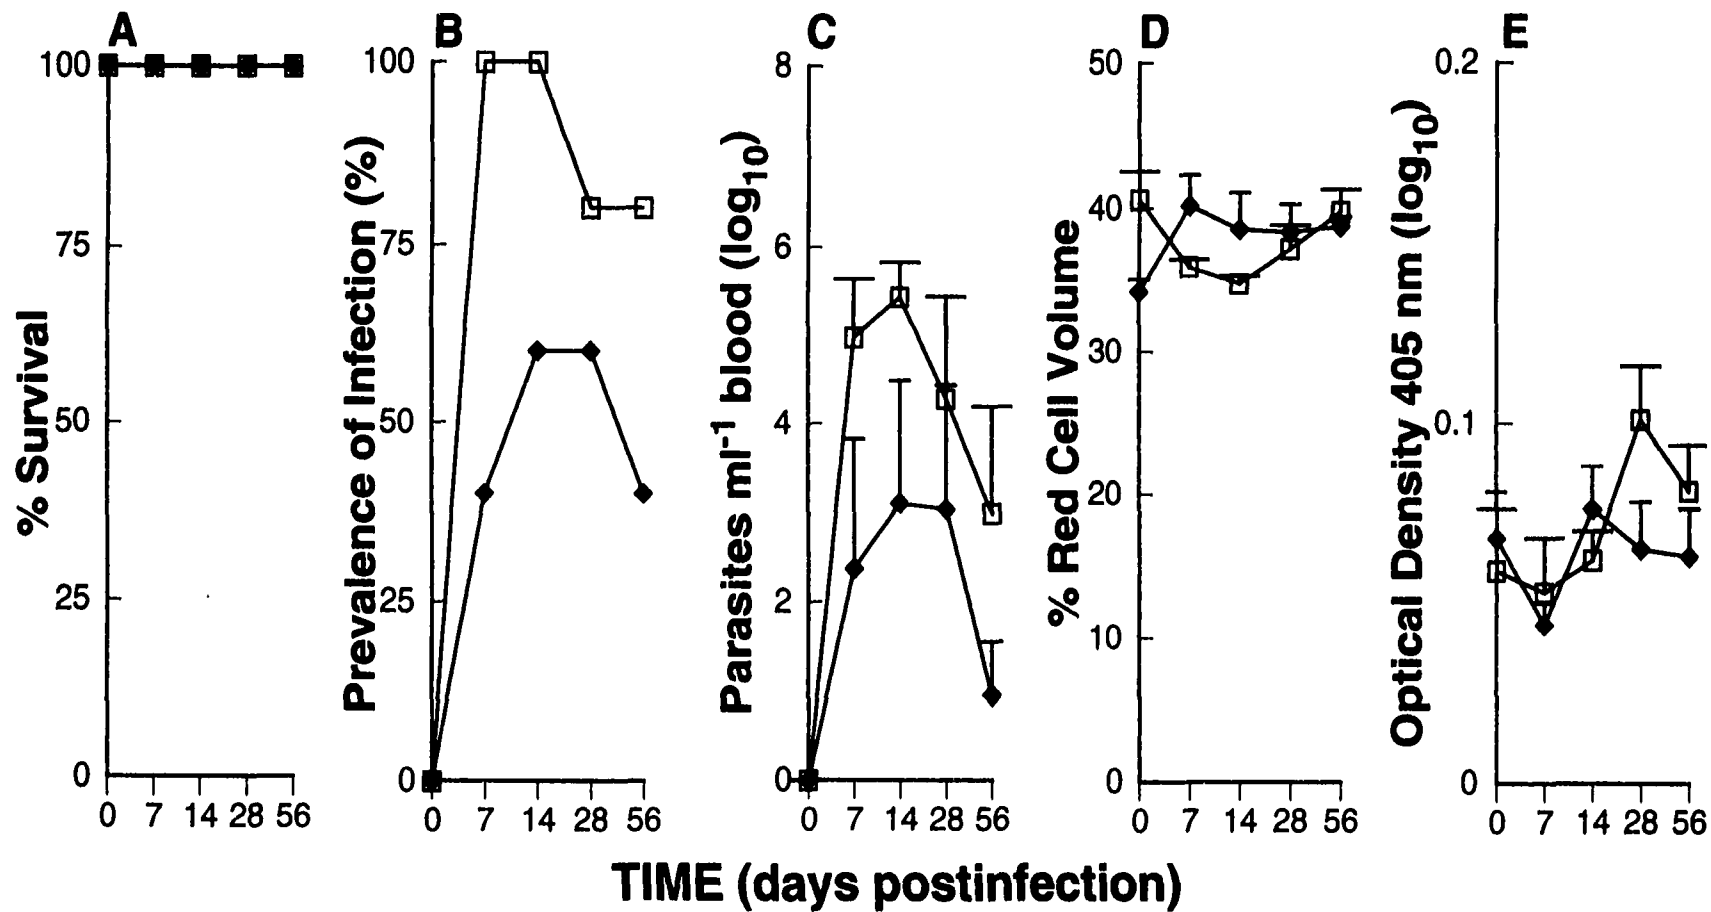 A
% Survival
100
75
50
25
0
0 7 14 28 56
B
Prevalence of Infection (%)
100
75
50
25
0
0 7 14 28 56
C
Parasites ml-1 blood (log10)
8
6
4
2
0
0 7 14 28 56
D
% Red Cell Volume
50
40
30
20
10
0
0 7 14 28 56
E
Optical Density 405 nm (log10)
0.2
0.1
0
0 7 14 28 56
TIME (days postinfection)